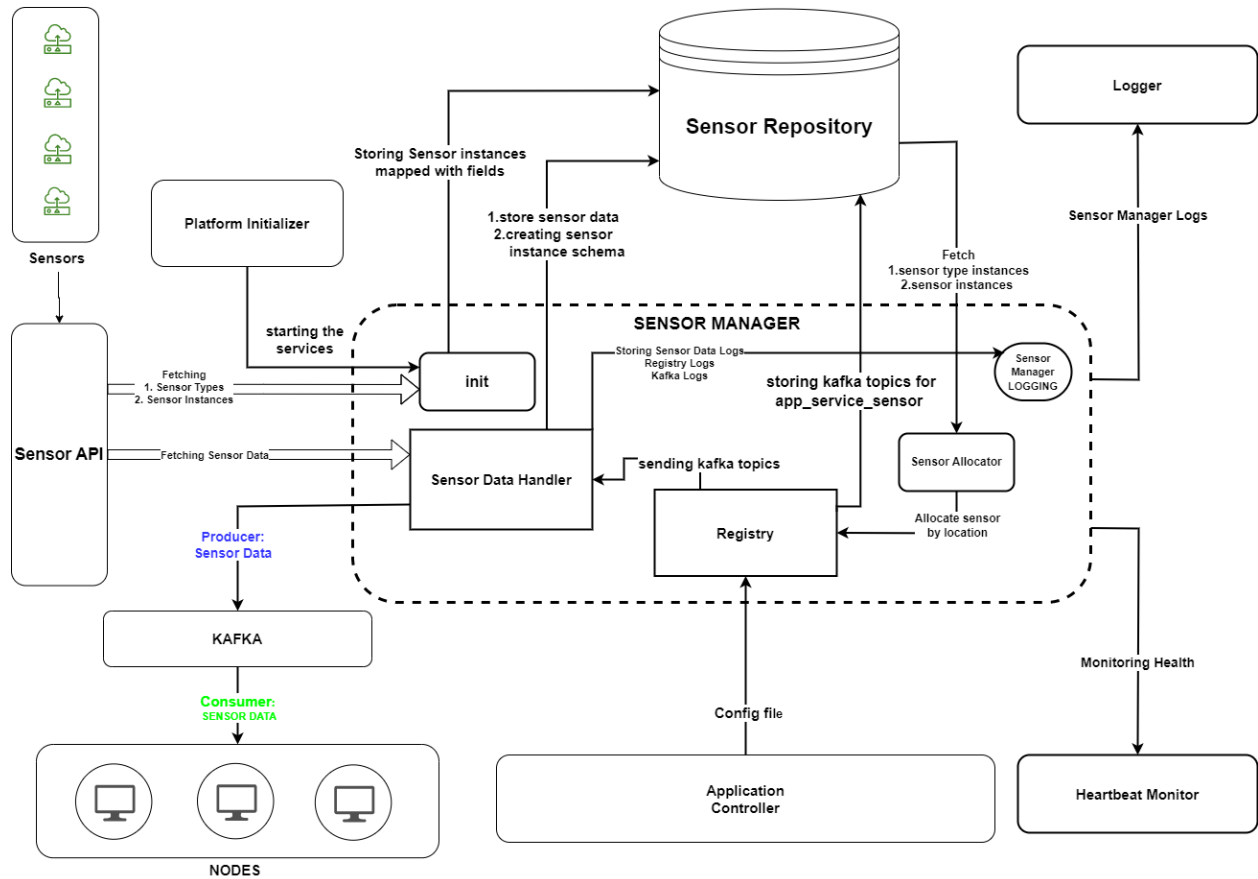 Sensors
Platform Initializer
Storing Sensor instances
mapped with fields
Sensor Repository
Logger
1.store sensor data
2.creating sensor
instance schema
Fetch
1.sensor type instances
2.sensor instances
Sensor Manager Logs
starting the
services
SENSOR MANAGER
Sensor API
Fetching
1. Sensor Types
2. Sensor Instances
init
Storing Sensor Data Logs
Registry Logs
Kafka Logs
Sensor
Manager
LOGGING
storing kafka topics for
app_service_sensor
Fetching Sensor Data
Sensor Data Handler
sending kafka topics
Sensor Allocator
Registry
Allocate sensor
by location
Producer:
Sensor Data
KAFKA
Consumer:
SENSOR DATA
Config file
Monitoring Health
Application
Controller
Heartbeat Monitor
NODES